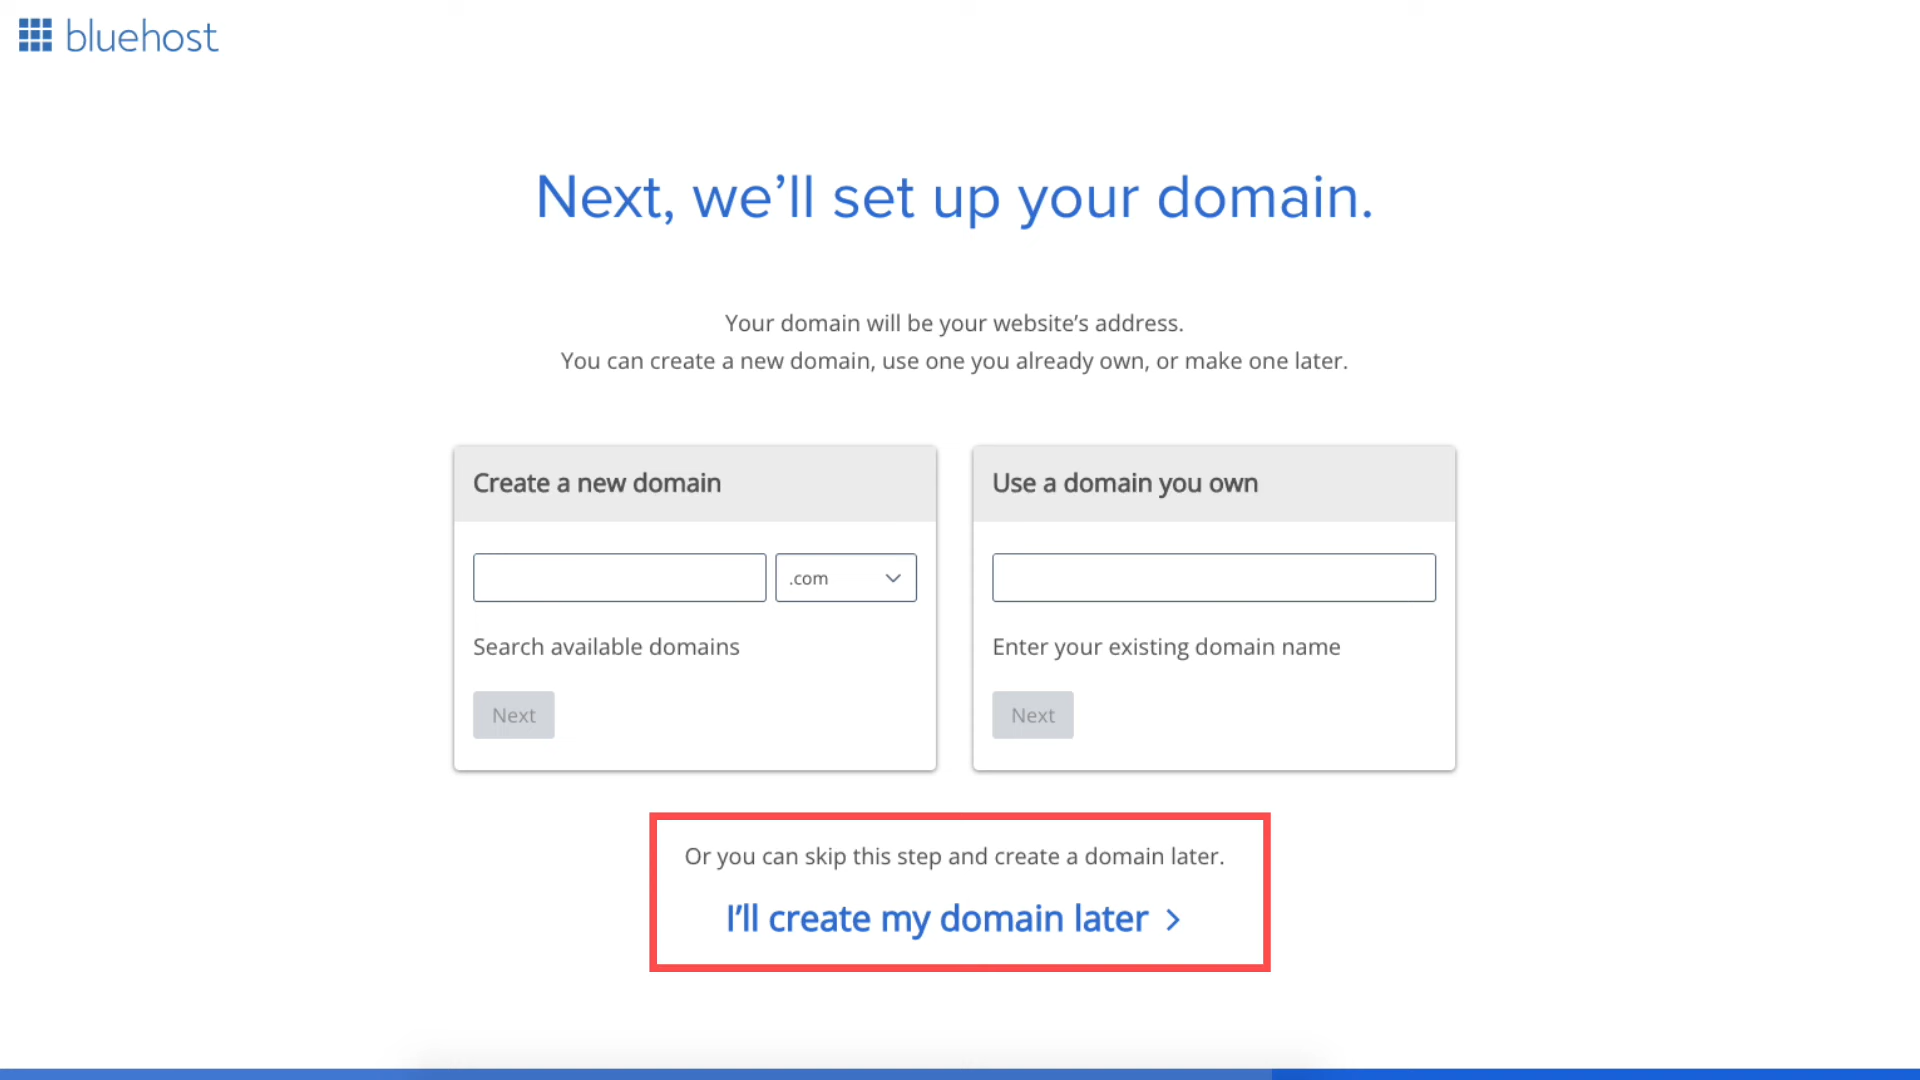 bluehost
Next, we’ll set up your domain.
Your domain will be your website’s address.
You can create a new domain, use one you already own, or make one later.
Create a new domain
.com
Search available domains
Next
Use a domain you own
Enter your existing domain name
Next
Or you can skip this step and create a domain later.
I’ll create my domain later >